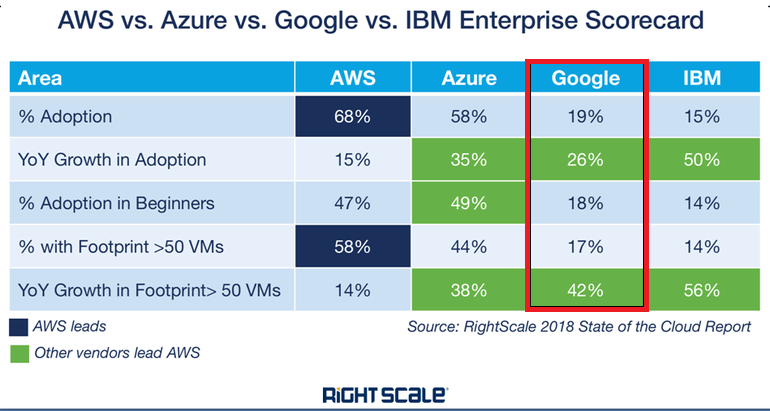 AWS vs. Azure vs. Google vs. IBM Enterprise Scorecard
Area AWS Azure Google IBM
% Adoption 68% 58% 19% 15%
YoY Growth in Adoption 15% 35% 26% 50%
% Adoption in Beginners 47% 49% 18% 14%
% with Footprint >50 VMs 58% 44% 17% 14%
YoY Growth in Footprint> 50 VMs 14% 38% 42% 56%
AWS leads
Source: RightScale 2018 State of the Cloud Report
Other vendors lead AWS
RIGHTSCALE